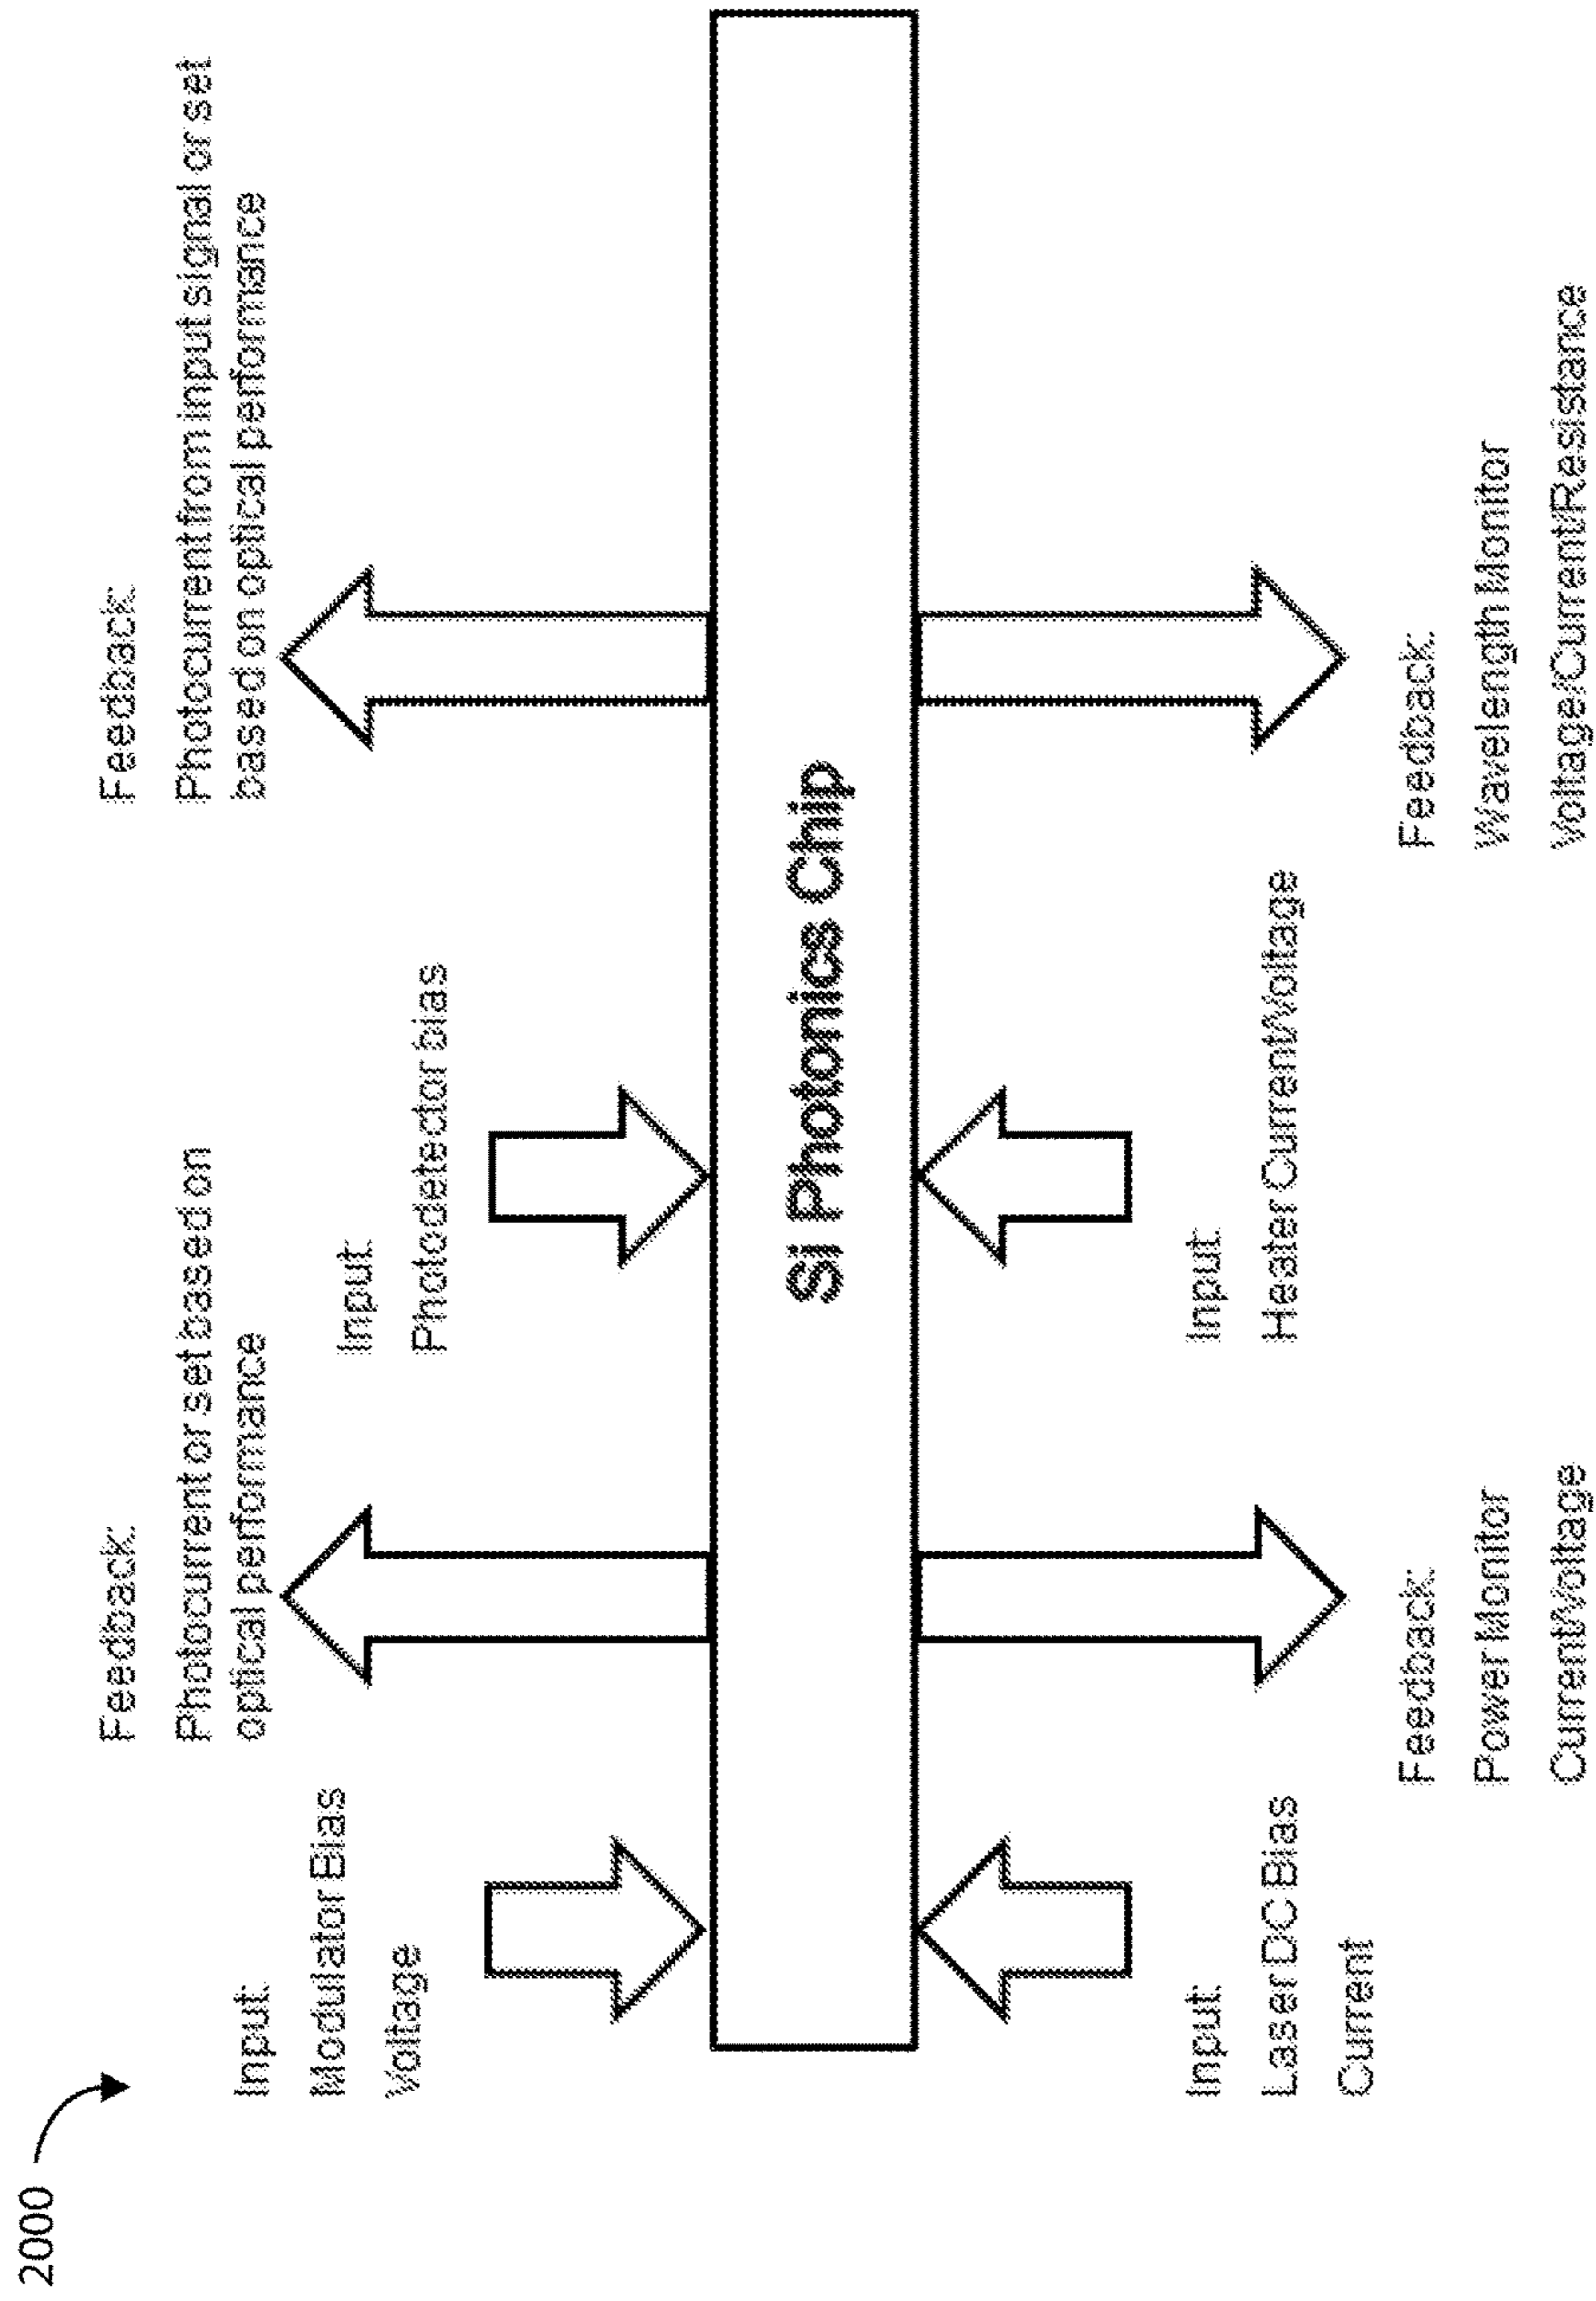 2000
Input:
Modulator Bias
Voltage
Feedback:
Photocurrent or set based on
optical performance
Input:
Photodetector bias
Feedback:
Photocurrent from input signal or set
based on optical performance
Si Photonics Chip
Input:
Laser DC Bias
Current
Feedback:
Power Monitor
Current/Voltage
Input:
Heater Current/Voltage
Feedback:
Wavelength Monitor
Voltage/Current/Resistance